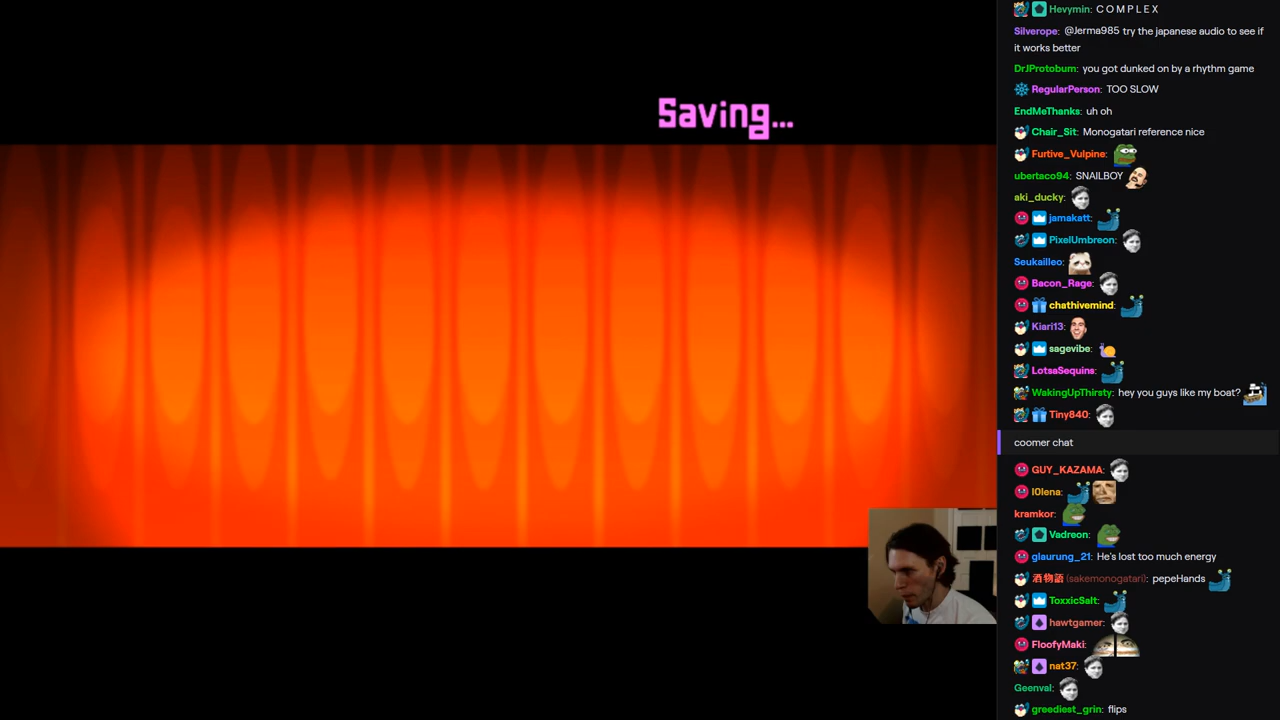 Saving...
Hevymin: C O M P L E X
Silverope: @Jerma985 try the japanese audio to see if
it works better
DrJProtobum: you got dunked on by a rhythm game
RegularPerson: TOO SLOW
EndMeThanks: uh oh
Chair_Sit: Monogatari reference nice
Furtive_Vulpine:
ubertaco94: SNAILBOY
aki_ducky:
jamakatt:
PixelUmbreon:
Seukailleo:
Bacon_Rage:
chathivemind:
Kiari13:
sagevibe:
LotsaSequins:
WakingUpThirsty: hey you guys like my boat?
Tiny840:
coomer chat
GUY_KAZAMA:
l0lena:
kramkor:
Vadreon:
glaurung_21: He's lost too much energy
酒物語 (sakemonogatari): pepeHands
ToxxicSalt:
hawtgamer:
FloofyMaki:
nat37:
Geenval:
greediest_grin: flips